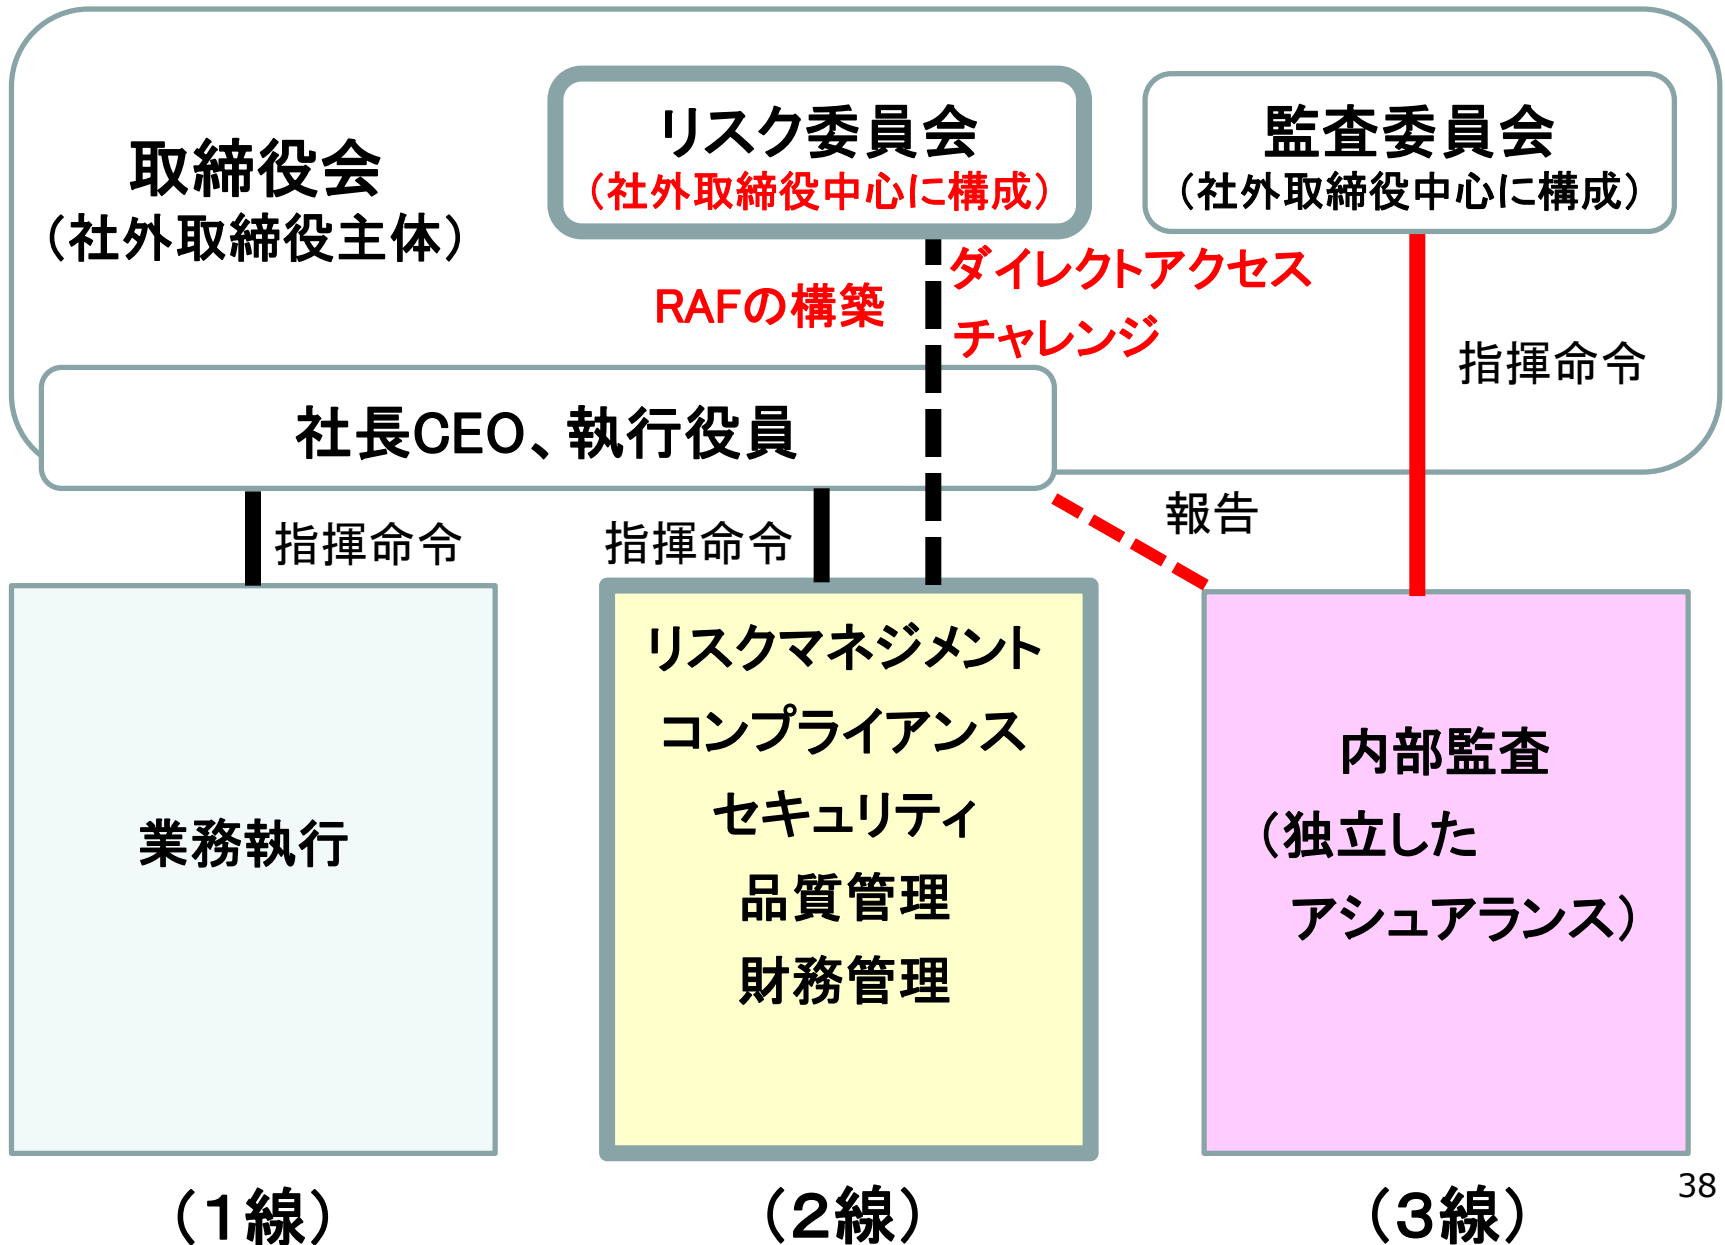 取締役会
（社外取締役主体）
リスク委員会
（社外取締役中心に構成）
監査委員会
（社外取締役中心に構成）
RAFの構築
ダイレクトアクセス
チャレンジ
指揮命令
社長CEO、執行役員
指揮命令
指揮命令
報告
業務執行
リスクマネジメント
コンプライアンス
セキュリティ
品質管理
財務管理
内部監査
（独立した
アシュアランス）
（１線）
（２線）
（３線）
38